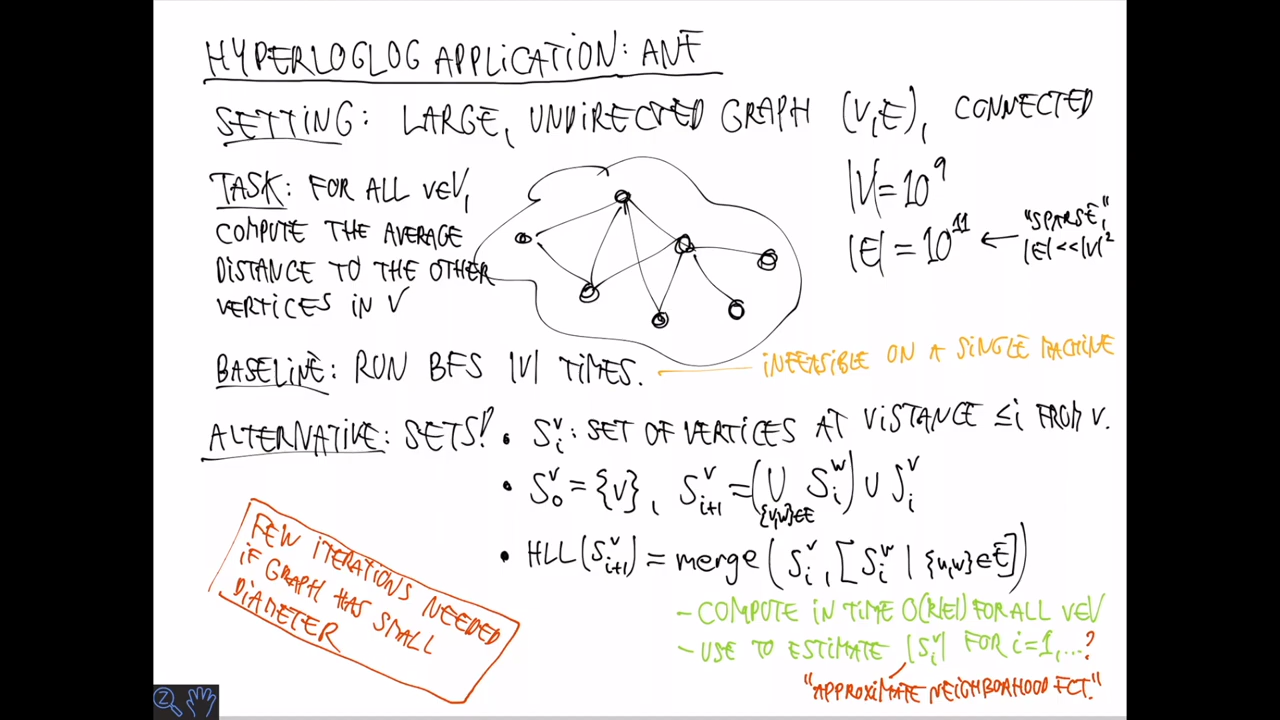 HYPERLOGLOG APPLICATION: ANF
SETTING: LARGE, UNDIRECTED GRAPH (V,E), CONNECTED
|V|=10⁹
|E|=10¹¹ ← "SPARSE," |E|<<|V|²
TASK: FOR ALL v∈V,
COMPUTE THE AVERAGE
DISTANCE TO THE OTHER
VERTICES IN V
BASELINE: RUN BFS |V| TIMES. — INFEASIBLE ON A SINGLE MACHINE
ALTERNATIVE: SETS! • Sᵢᵛ: SET OF VERTICES AT DISTANCE ≤i FROM v.
• S₀ᵛ = {v}, Sᵢ₊₁ᵛ = (∪_{{v,w}∈E} Sᵢʷ) ∪ Sᵢᵛ
• HLL(Sᵢ₊₁ᵛ) = merge(Sᵢᵛ, [Sᵢʷ | {u,w}∈E])
- COMPUTE IN TIME O(k|E|) FOR ALL v∈V
- USE TO ESTIMATE |Sᵢᵛ| FOR i=1,...?
"APPROXIMATE NEIGHBORHOOD FCT."
FEW ITERATIONS NEEDED
IF GRAPH HAS SMALL
DIAMETER
Z